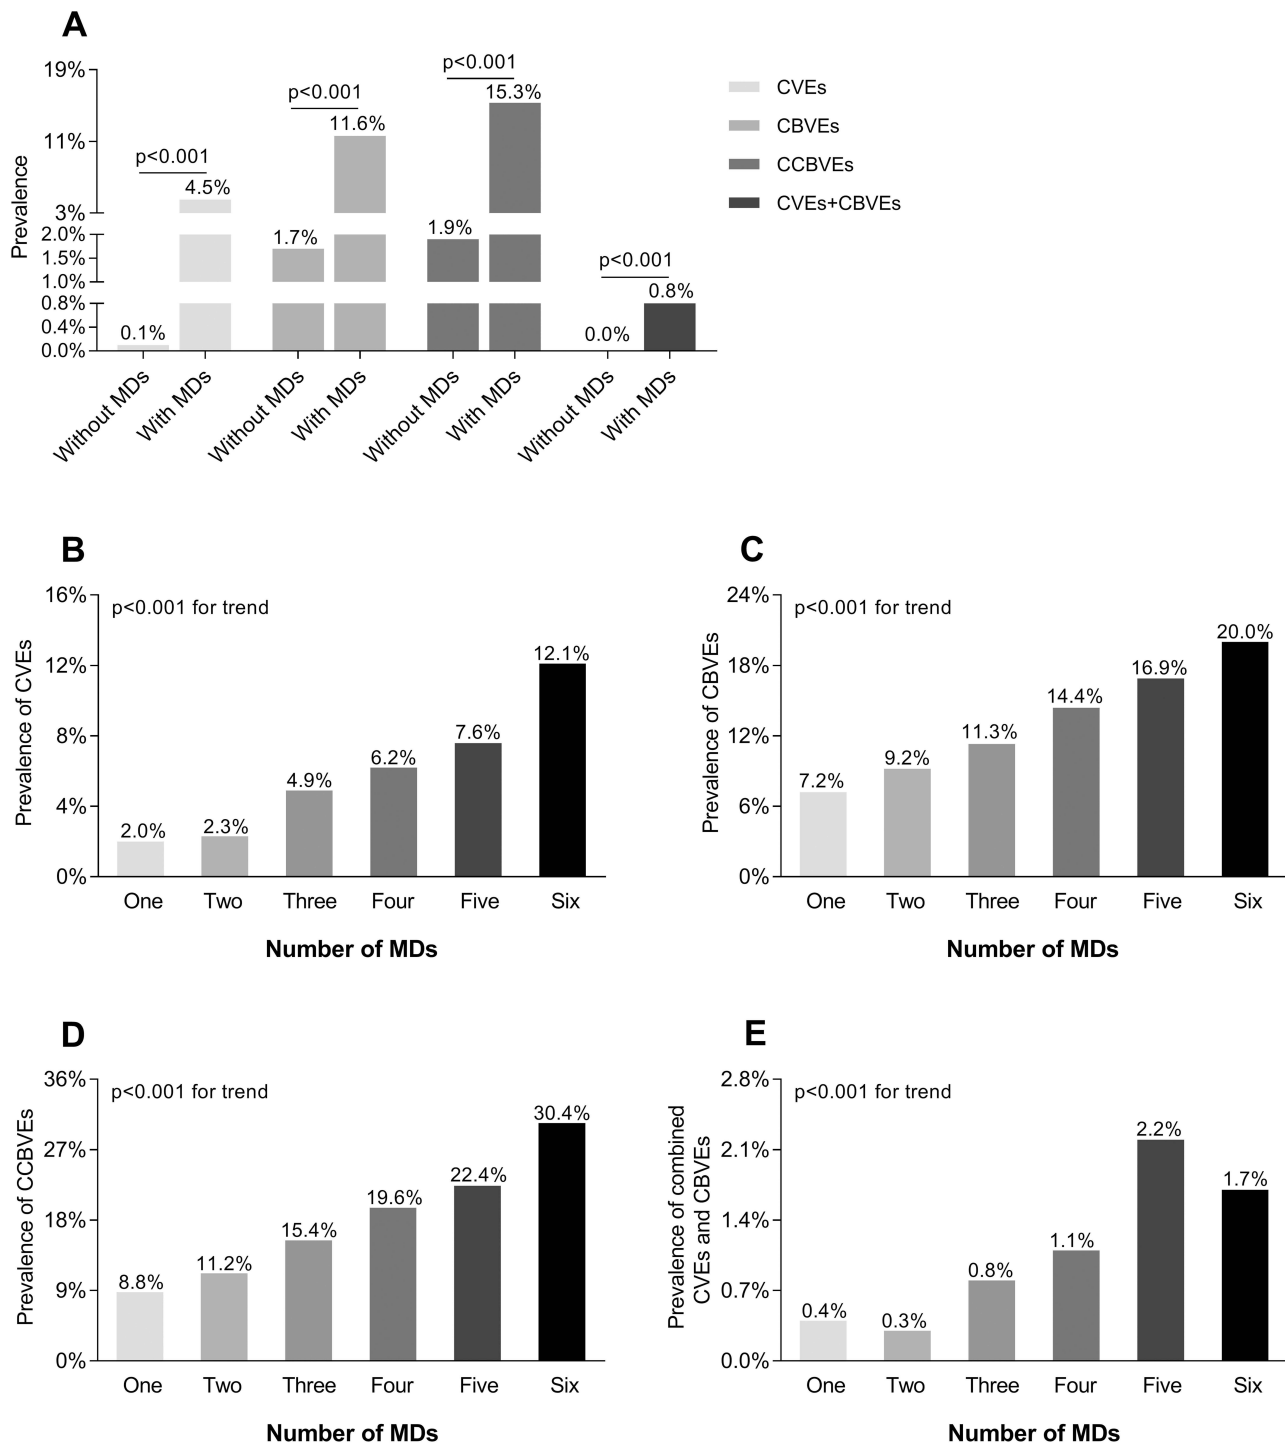 A
p<0.001
19%
15.3%
p<0.001
11.6%
11%
p<0.001
4.5%
3%
2.0%
1.9%
1.7%
1.5%
p<0.001
1.0%
0.8%
0.8%
0.4%
0.1%
0.0%
0.0%
Prevalence
Without MDs
With MDs
Without MDs
With MDs
Without MDs
With MDs
Without MDs
With MDs
CVEs
CBVEs
CCBVEs
CVEs+CBVEs
B
16%
12%
8%
4%
0%
Prevalence of CVEs
p<0.001 for trend
2.0%
2.3%
4.9%
6.2%
7.6%
12.1%
One Two Three Four Five Six
Number of MDs
C
24%
18%
12%
6%
0%
Prevalence of CBVEs
p<0.001 for trend
7.2%
9.2%
11.3%
14.4%
16.9%
20.0%
One Two Three Four Five Six
Number of MDs
D
36%
27%
18%
9%
0%
Prevalence of CCBVEs
p<0.001 for trend
8.8%
11.2%
15.4%
19.6%
22.4%
30.4%
One Two Three Four Five Six
Number of MDs
E
2.8%
2.1%
1.4%
0.7%
0.0%
Prevalence of combined
CVEs and CBVEs
p<0.001 for trend
0.4%
0.3%
0.8%
1.1%
2.2%
1.7%
One Two Three Four Five Six
Number of MDs